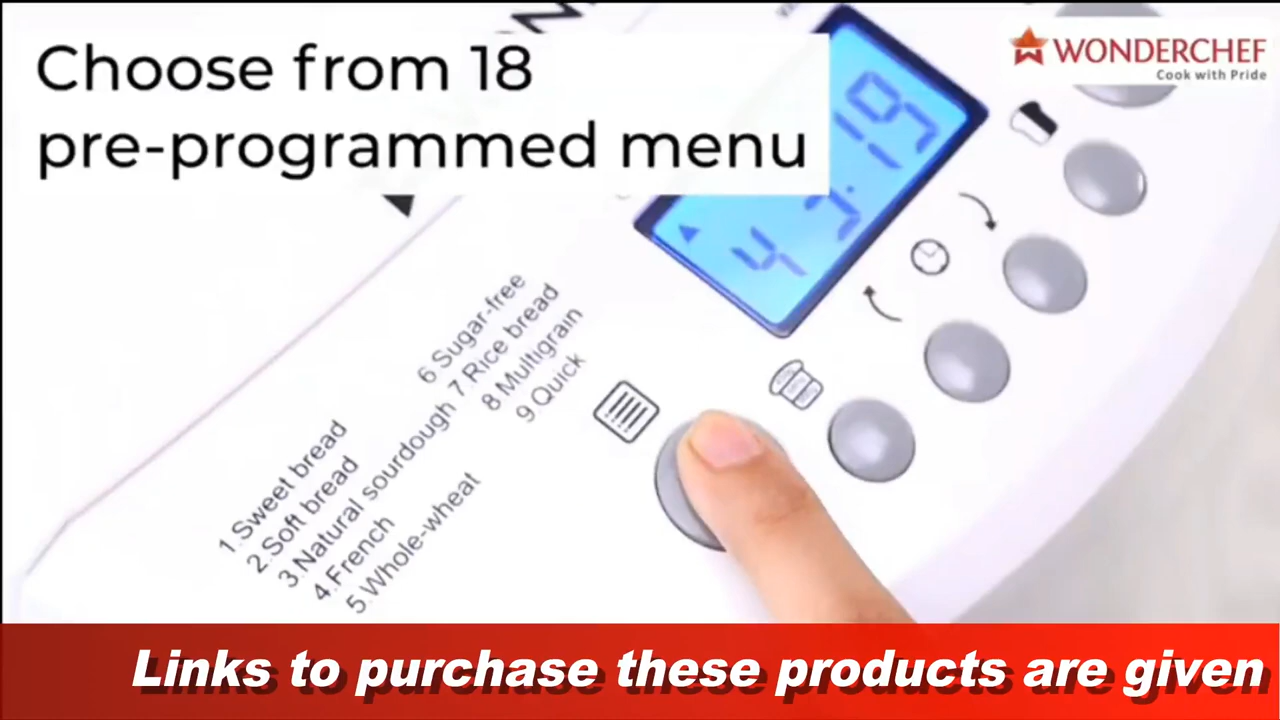 Choose from 18
pre-programmed menu
WONDERCHEF
Cook with Pride
1.Sweet bread
2.Soft bread
3.Natural sourdough
4.French
5.Whole-wheat
6 Sugar-free
7.Rice bread
8 Multigrain
9 Quick
Links to purchase these products are given